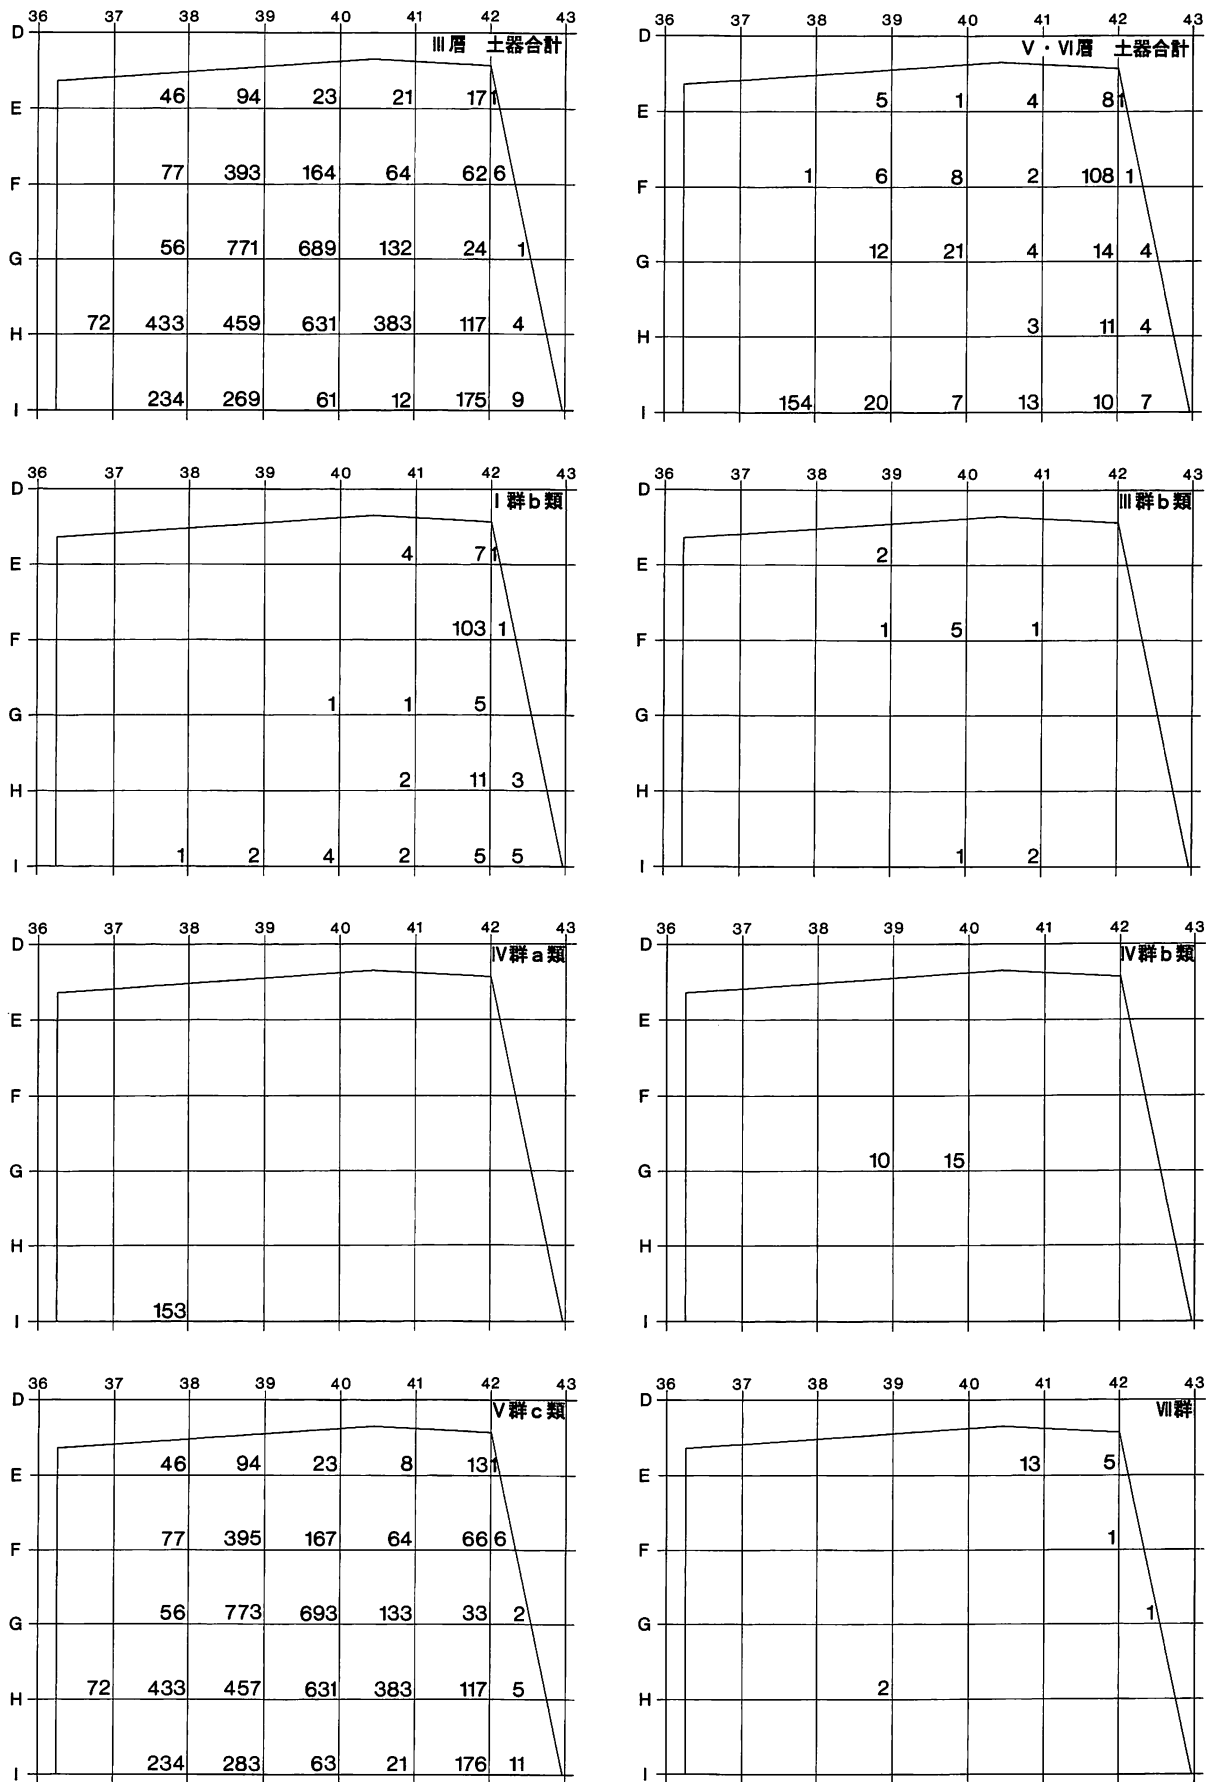 36 37 38 39 40 41 42 43
D
III層 土器合計
46 94 23 21 17 1
E
77 393 164 64 62 6
F
56 771 689 132 24 1
G
72 433 459 631 383 117 4
H
234 269 61 12 175 9
I
36 37 38 39 40 41 42 43
D
V・VI層 土器合計
5 1 4 8 1
E
1 6 8 2 108 1
F
12 21 4 14 4
G
3 11 4
H
154 20 7 13 10 7
I
36 37 38 39 40 41 42 43
D
I群b類
4 7 1
E
103 1
F
1 1 5
G
2 11 3
H
1 2 4 2 5 5
I
36 37 38 39 40 41 42 43
D
III群b類
2
E
1 5 1
F
G
H
1 2
I
36 37 38 39 40 41 42 43
D
IV群a類
E
F
G
H
153
I
36 37 38 39 40 41 42 43
D
IV群b類
E
F
10 15
G
H
I
36 37 38 39 40 41 42 43
D
V群c類
46 94 23 8 13 1
E
77 395 167 64 66 6
F
56 773 693 133 33 2
G
72 433 457 631 383 117 5
H
234 283 63 21 176 11
I
36 37 38 39 40 41 42 43
D
VII群
13 5
E
1
F
1
G
2
H
I